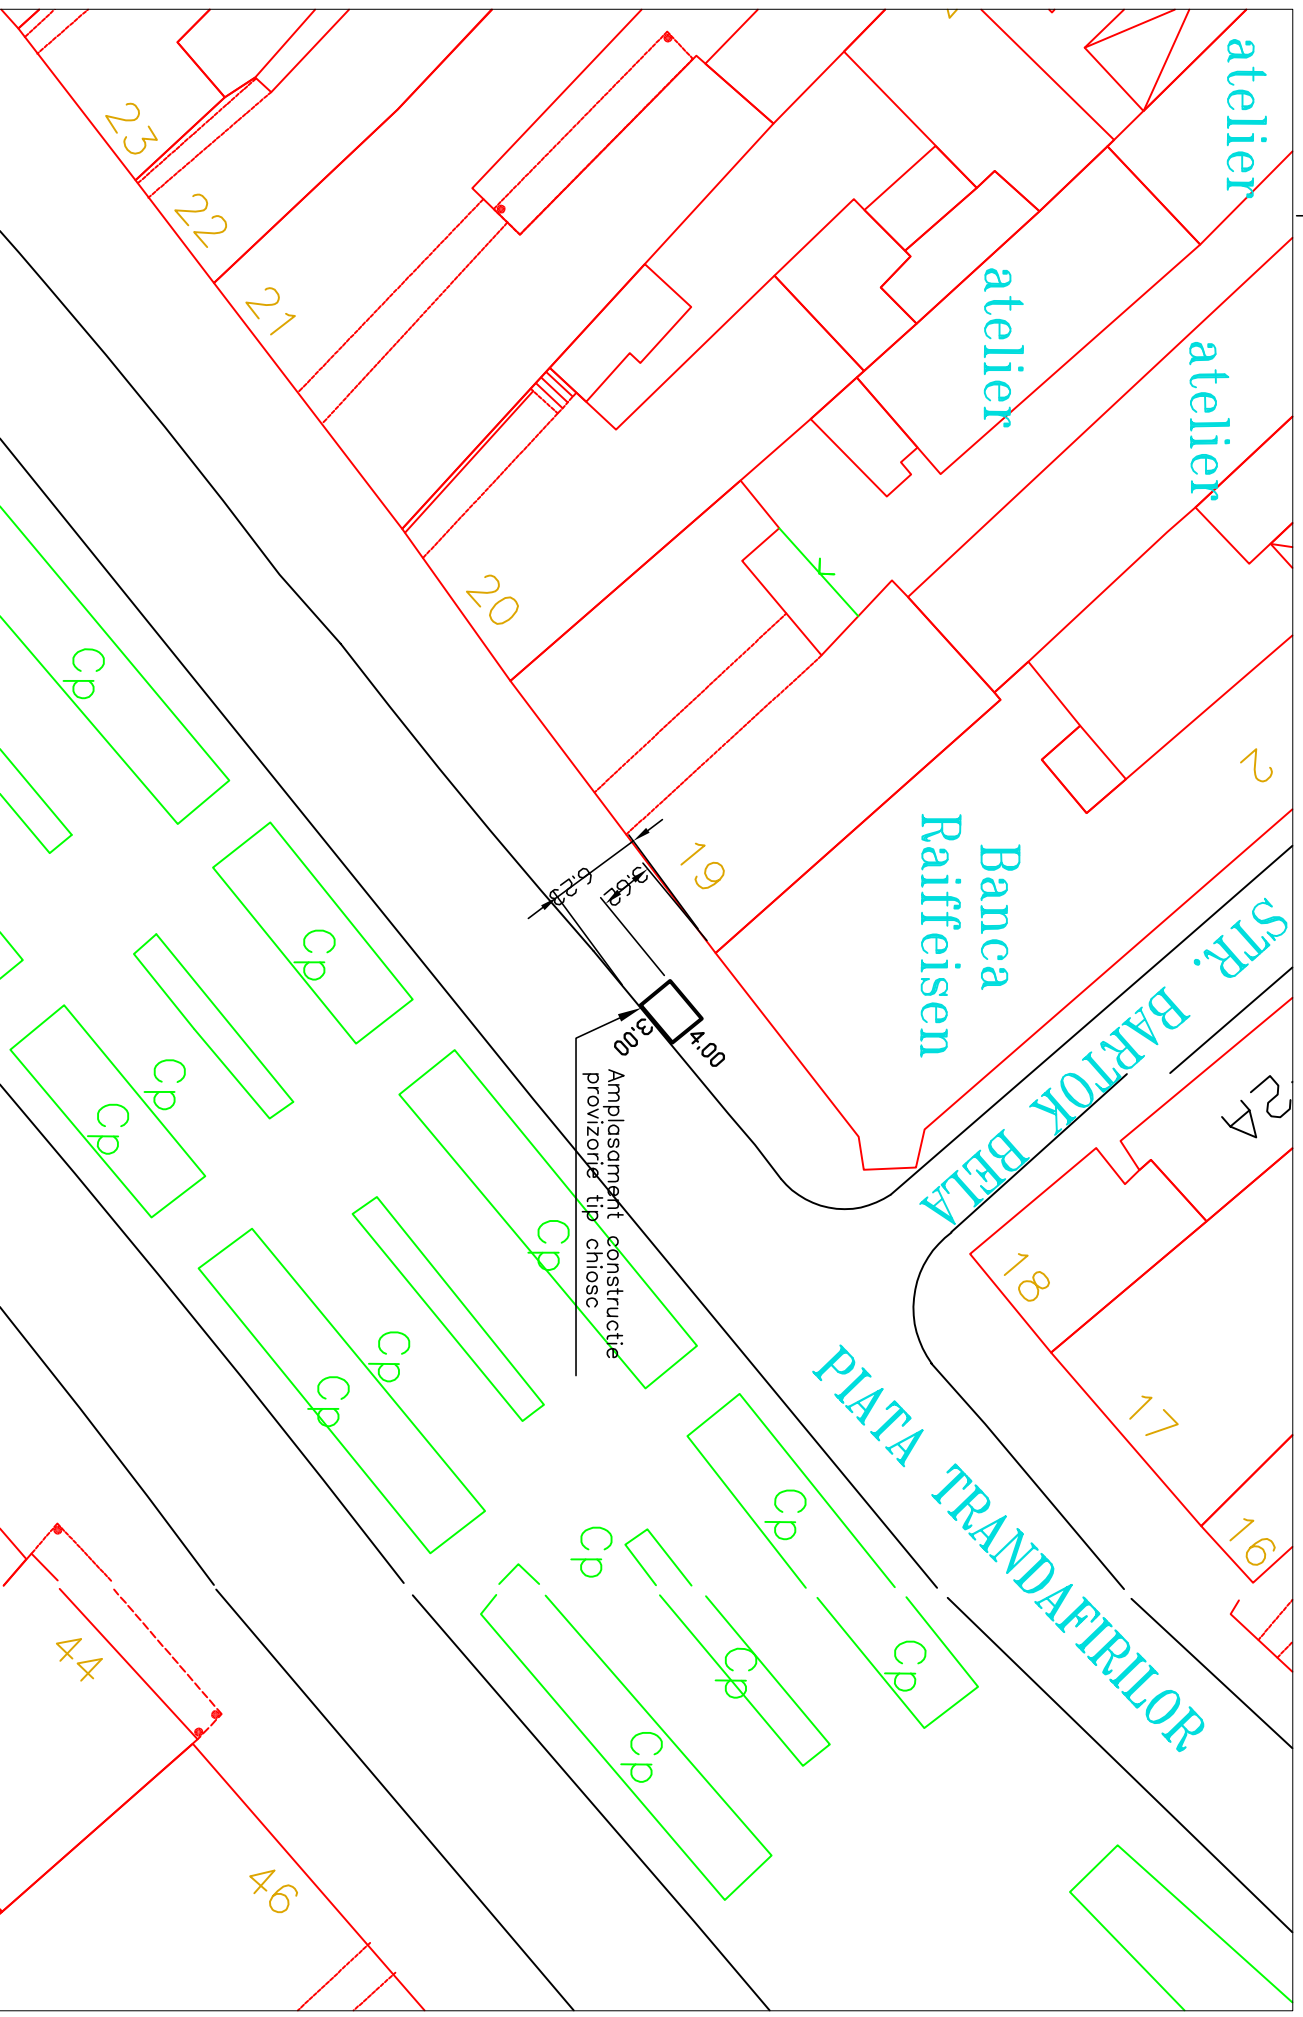 atelier
atelier
atelier
23
22
21
20
19
2
Banca
Raiffeisen
STR. BARTOK BELA
4.00
3.00
Amplasament constructie
provizorie tip chiosc
18
17
16
PIATA TRANDAFIRILOR
Cp
Cp
Cp
Cp
Cp
Cp
Cp
Cp
Cp
Cp
Cp
Cp
44
46